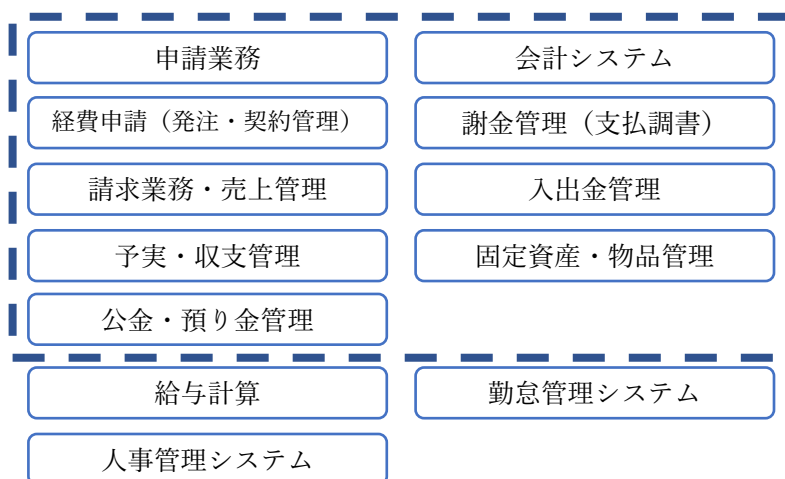 申請業務
会計システム
経費申請（発注・契約管理）
謝金管理（支払調書）
請求業務・売上管理
入出金管理
予実・収支管理
固定資産・物品管理
公金・預り金管理
給与計算
勤怠管理システム
人事管理システム